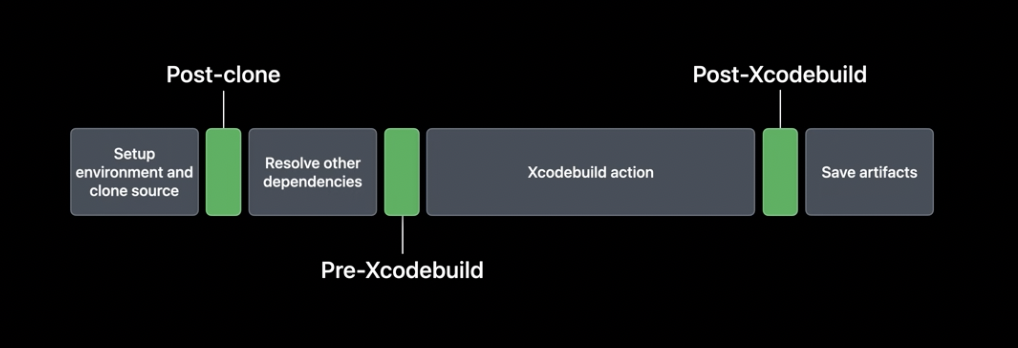 Post-clone
Post-Xcodebuild
Setup
environment and
clone source
Resolve other
dependencies
Xcodebuild action
Save artifacts
Pre-Xcodebuild